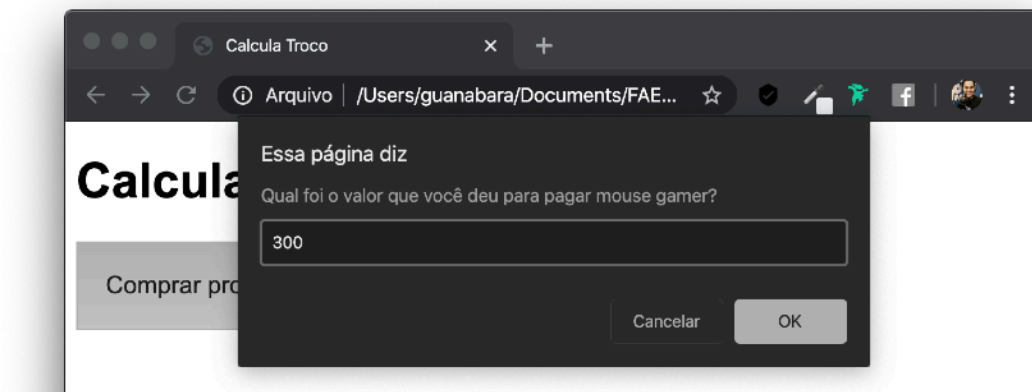 Calcula Troco
Arquivo | /Users/guanabara/Documents/FAE...
Essa página diz
Calcula
Qual foi o valor que você deu para pagar mouse gamer?
300
Comprar pro
Cancelar OK